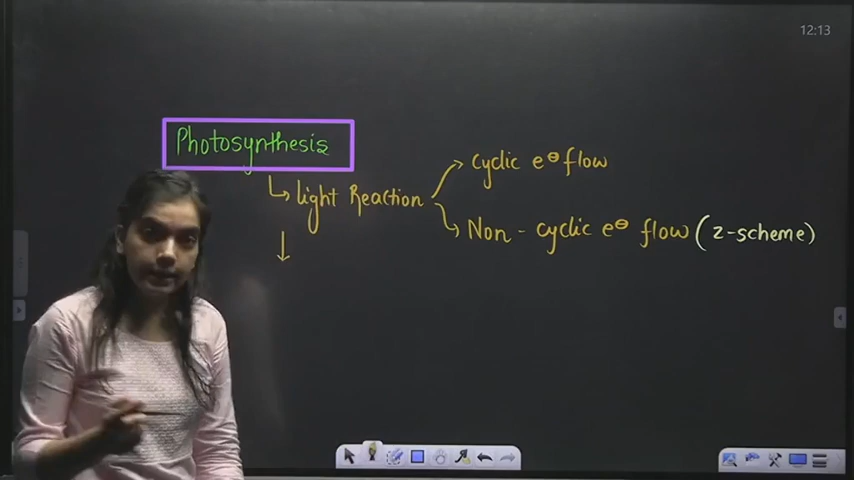 12:13
Photosynthesis
Cyclic e⊖ flow
light Reaction
Non - cyclic e⊖ flow (z-scheme)